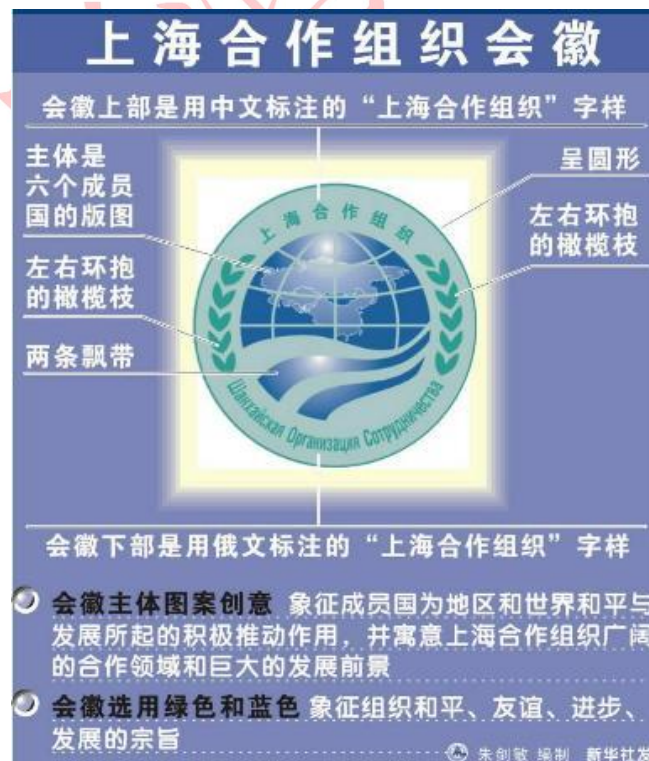 上海合作组织会徽
会徽上部是用中文标注的“上海合作组织”字样
主体是
六个成员
国的版图
呈圆形
左右环抱
的橄榄枝
左右环抱
的橄榄枝
两条飘带
上海合作组织
Шанхайская Организация Сотрудничества
会徽下部是用俄文标注的“上海合作组织”字样
会徽主体图案创意 象征成员国为地区和世界和平与
发展所起的积极推动作用，并寓意上海合作组织广阔
的合作领域和巨大的发展前景
会徽选用绿色和蓝色 象征组织和平、友谊、进步、
发展的宗旨
朱创敏 编制 新华社发